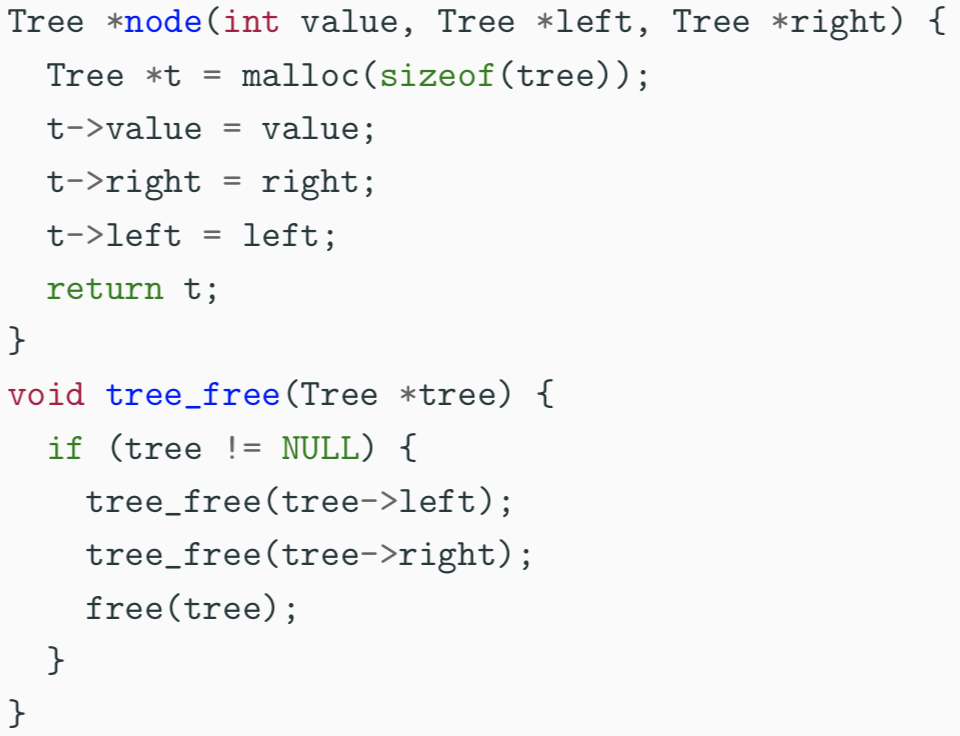 Tree *node(int value, Tree *left, Tree *right) {
  Tree *t = malloc(sizeof(tree));
  t->value = value;
  t->right = right;
  t->left = left;
  return t;
}
void tree_free(Tree *tree) {
  if (tree != NULL) {
    tree_free(tree->left);
    tree_free(tree->right);
    free(tree);
  }
}